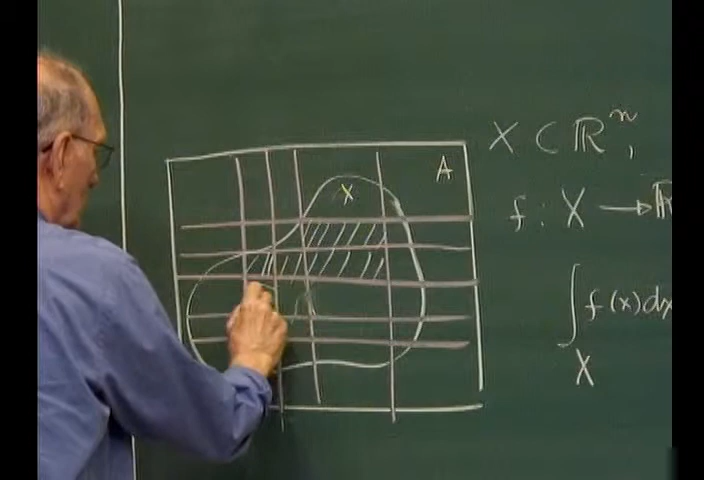 A
X
X ⊂ ℝⁿ,
f : X → ℝ
∫ f(x)dx
X